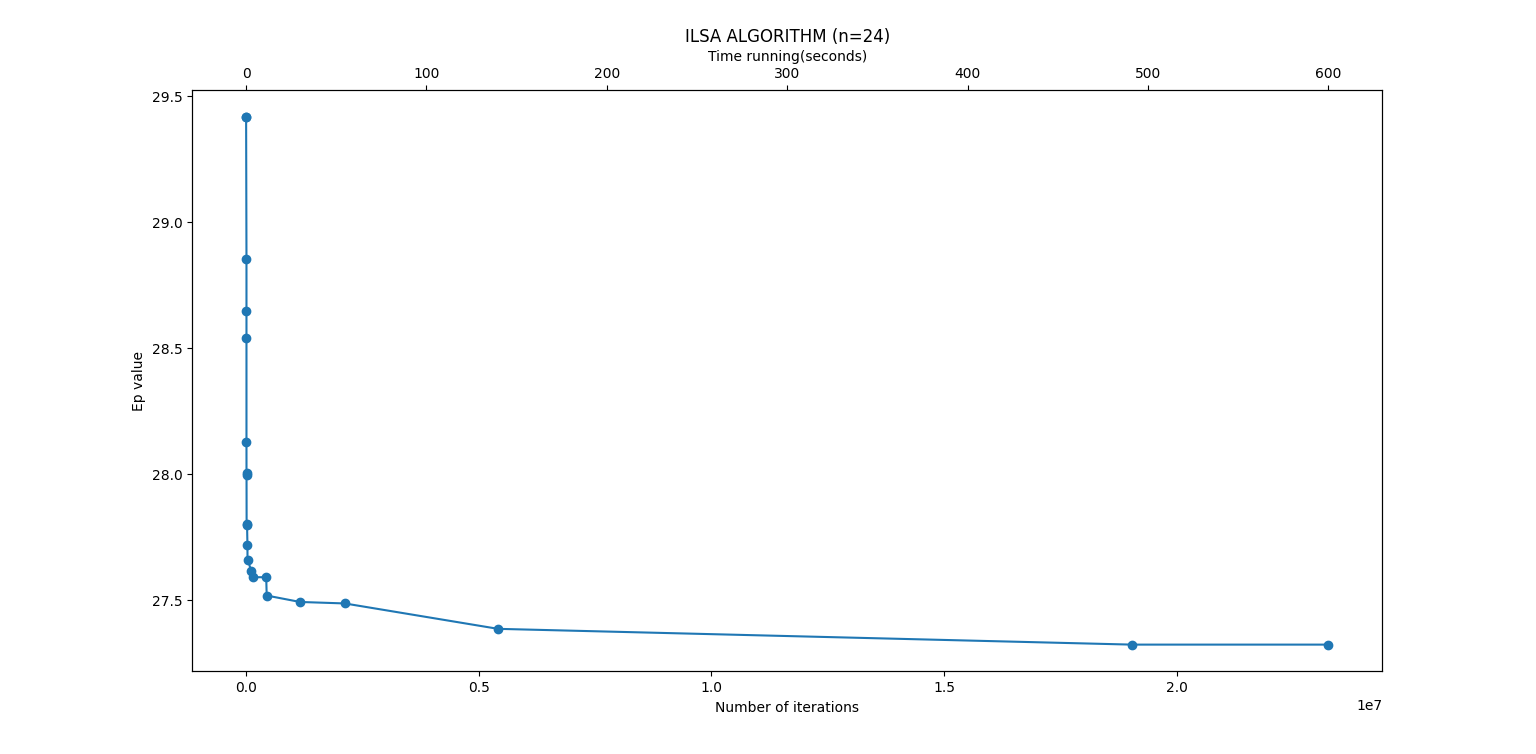 ILSA ALGORITHM (n=24)
Time running(seconds)
0 100 200 300 400 500 600
29.5
29.0
28.5
28.0
27.5
Ep value
0.0 0.5 1.0 1.5 2.0
1e7
Number of iterations